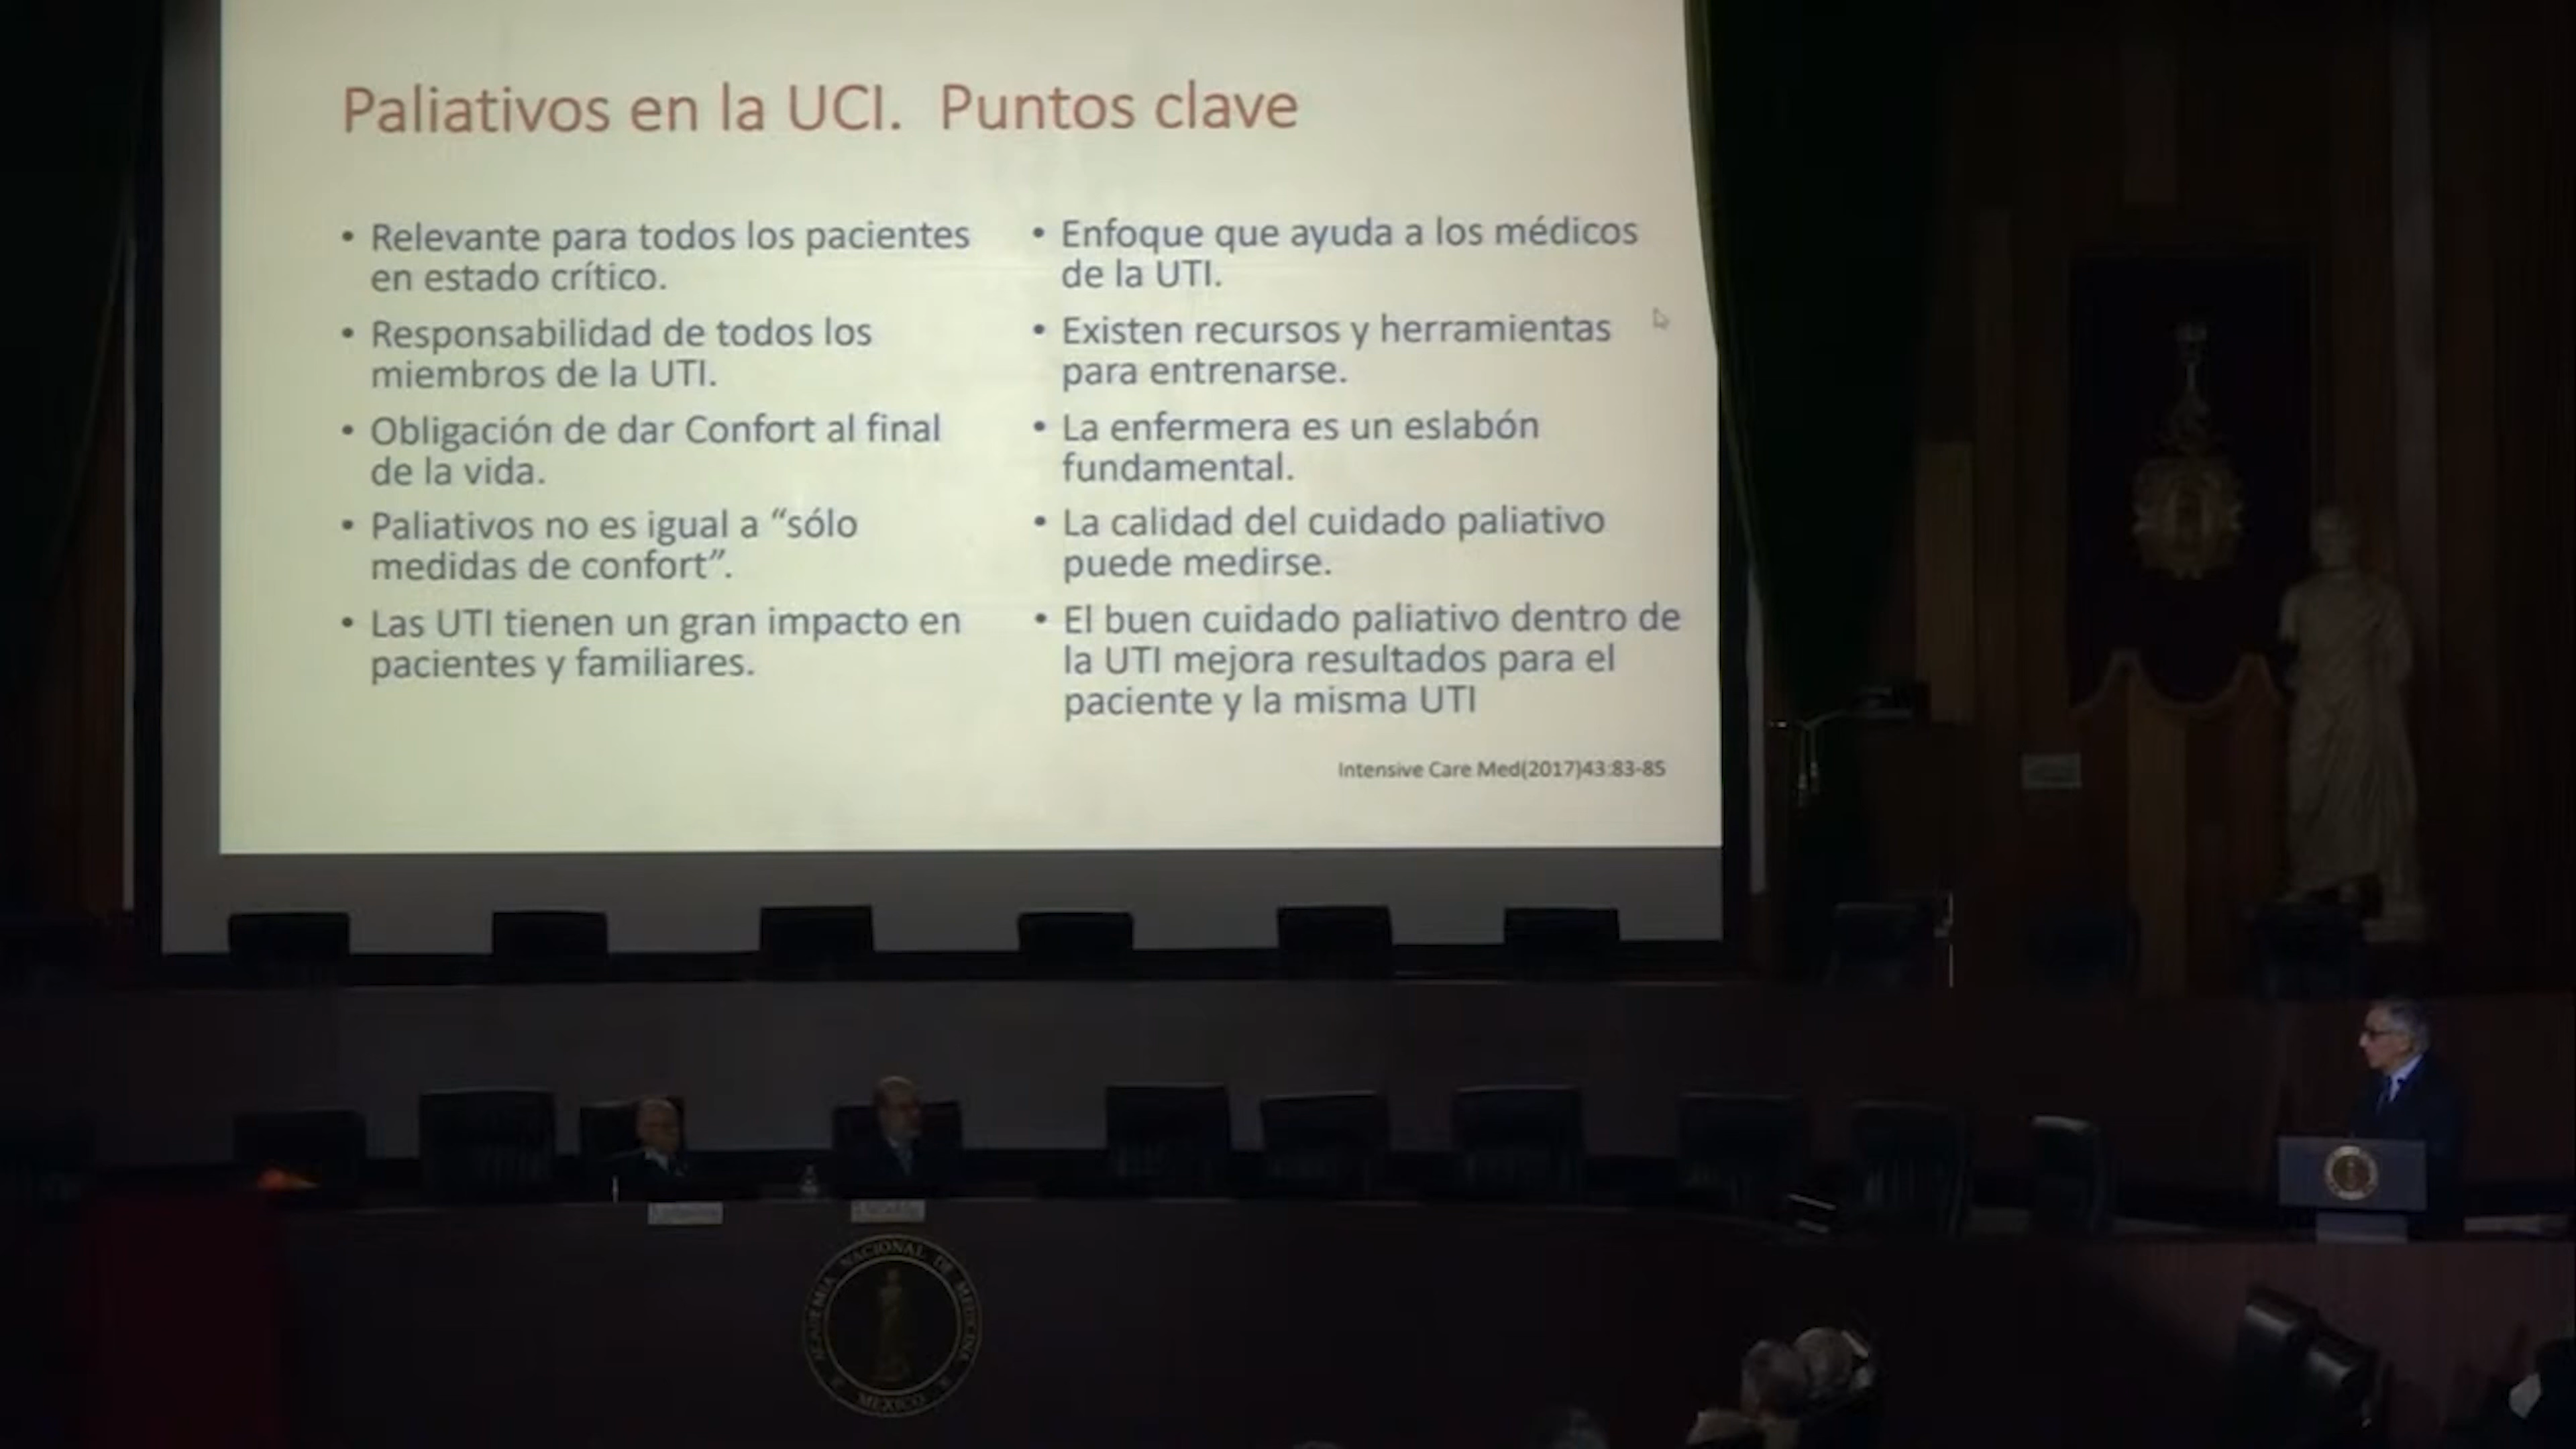 Paliativos en la UCI.  Puntos clave
• Relevante para todos los pacientes
en estado crítico.
• Responsabilidad de todos los
miembros de la UTI.
• Obligación de dar Confort al final
de la vida.
• Paliativos no es igual a “sólo
medidas de confort”.
• Las UTI tienen un gran impacto en
pacientes y familiares.
• Enfoque que ayuda a los médicos
de la UTI.
• Existen recursos y herramientas
para entrenarse.
• La enfermera es un eslabón
fundamental.
• La calidad del cuidado paliativo
puede medirse.
• El buen cuidado paliativo dentro de
la UTI mejora resultados para el
paciente y la misma UTI
Intensive Care Med(2017)43:83-85
ACADEMIA NACIONAL DE MEDICINA
MEXICO